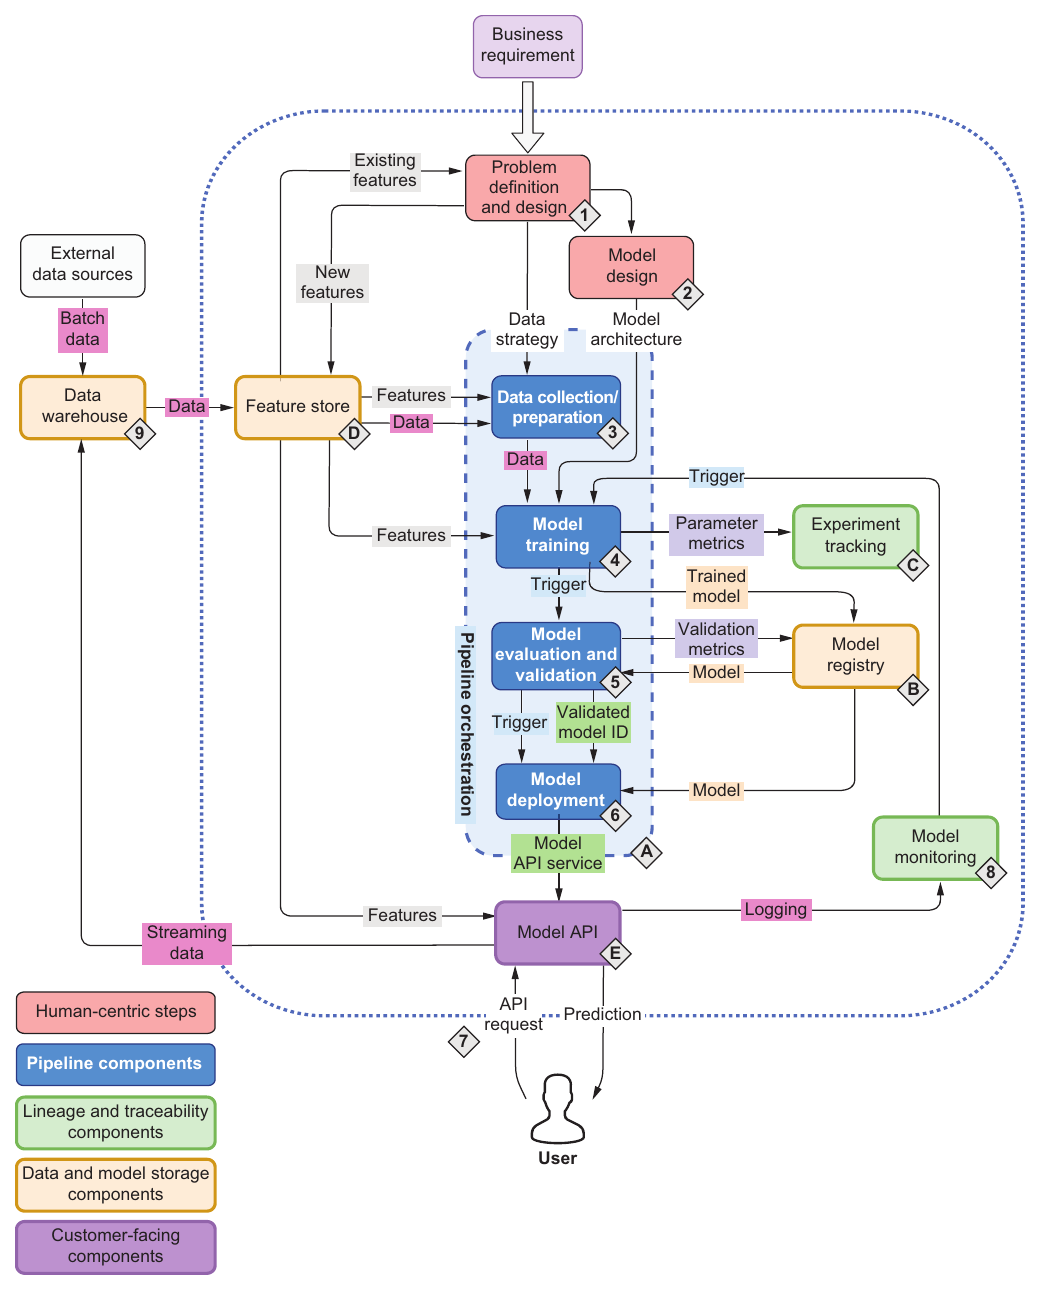 Business
requirement
Existing
features
Problem
definition
and design
1
External
data sources
Model
design
2
New
features
Batch
data
Data
strategy
Model
architecture
Data
warehouse
9
Data
Feature store
D
Features
Data
Data collection/
preparation
3
Data
Trigger
Features
Model
training
4
Parameter
metrics
Experiment
tracking
C
Trigger
Trained
model
Pipeline orchestration
Model
evaluation and
validation
5
Validation
metrics
Model
Model
registry
B
Trigger
Validated
model ID
Model
deployment
6
Model
Model
API service
A
Model
monitoring
8
Features
Model API
E
Logging
Streaming
data
API
request
Prediction
7
User
Human-centric steps
Pipeline components
Lineage and traceability
components
Data and model storage
components
Customer-facing
components